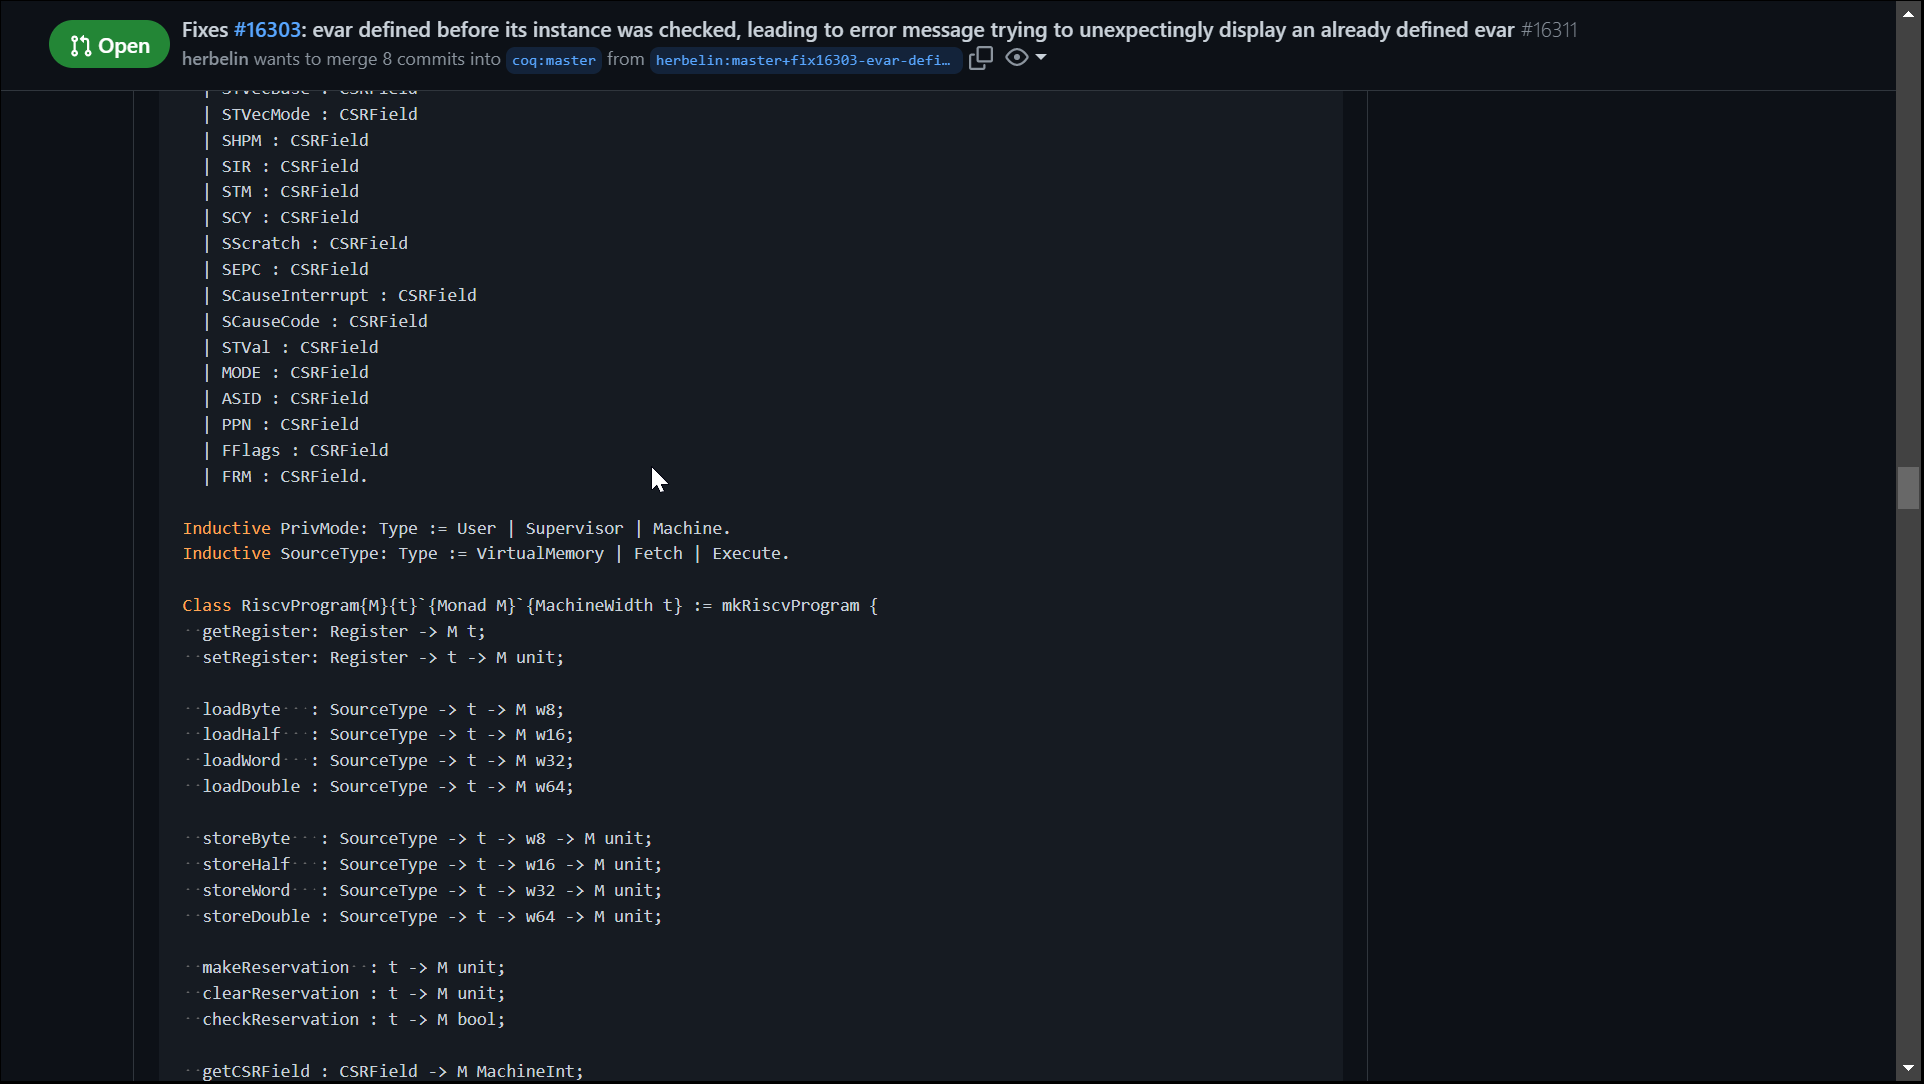 Open
Fixes #16303: evar defined before its instance was checked, leading to error message trying to unexpectingly display an already defined evar #16311
herbelin wants to merge 8 commits into coq:master from herbelin:master+fix16303-evar-defi…
| STVecBase : CSRField
| STVecMode : CSRField
| SHPM : CSRField
| SIR : CSRField
| STM : CSRField
| SCY : CSRField
| SScratch : CSRField
| SEPC : CSRField
| SCauseInterrupt : CSRField
| SCauseCode : CSRField
| STVal : CSRField
| MODE : CSRField
| ASID : CSRField
| PPN : CSRField
| FFlags : CSRField
| FRM : CSRField.
Inductive PrivMode: Type := User | Supervisor | Machine.
Inductive SourceType: Type := VirtualMemory | Fetch | Execute.
Class RiscvProgram{M}{t}`{Monad M}`{MachineWidth t} := mkRiscvProgram {
  getRegister: Register -> M t;
  setRegister: Register -> t -> M unit;
  loadByte   : SourceType -> t -> M w8;
  loadHalf   : SourceType -> t -> M w16;
  loadWord   : SourceType -> t -> M w32;
  loadDouble : SourceType -> t -> M w64;
  storeByte   : SourceType -> t -> w8 -> M unit;
  storeHalf   : SourceType -> t -> w16 -> M unit;
  storeWord   : SourceType -> t -> w32 -> M unit;
  storeDouble : SourceType -> t -> w64 -> M unit;
  makeReservation  : t -> M unit;
  clearReservation : t -> M unit;
  checkReservation : t -> M bool;
  getCSRField : CSRField -> M MachineInt;